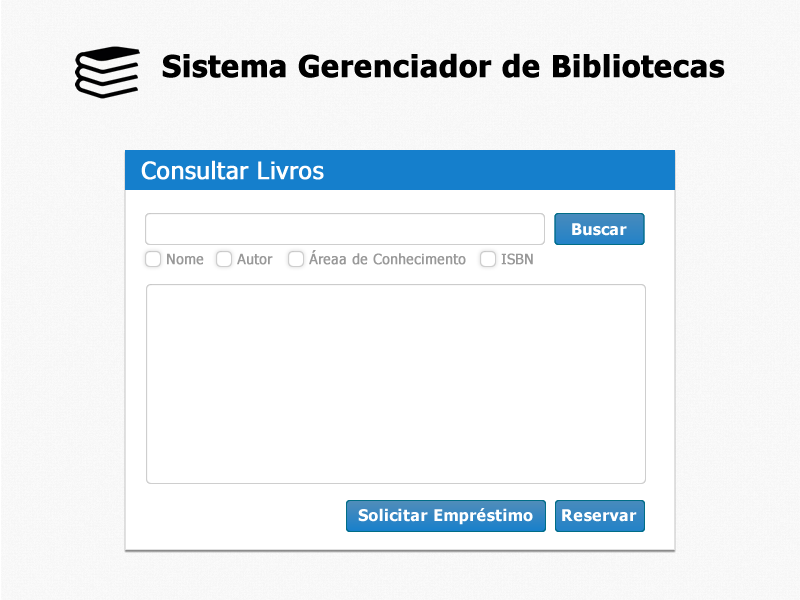 Sistema Gerenciador de Bibliotecas
Consultar Livros
Buscar
Nome Autor Áreaa de Conhecimento ISBN
Solicitar Empréstimo Reservar